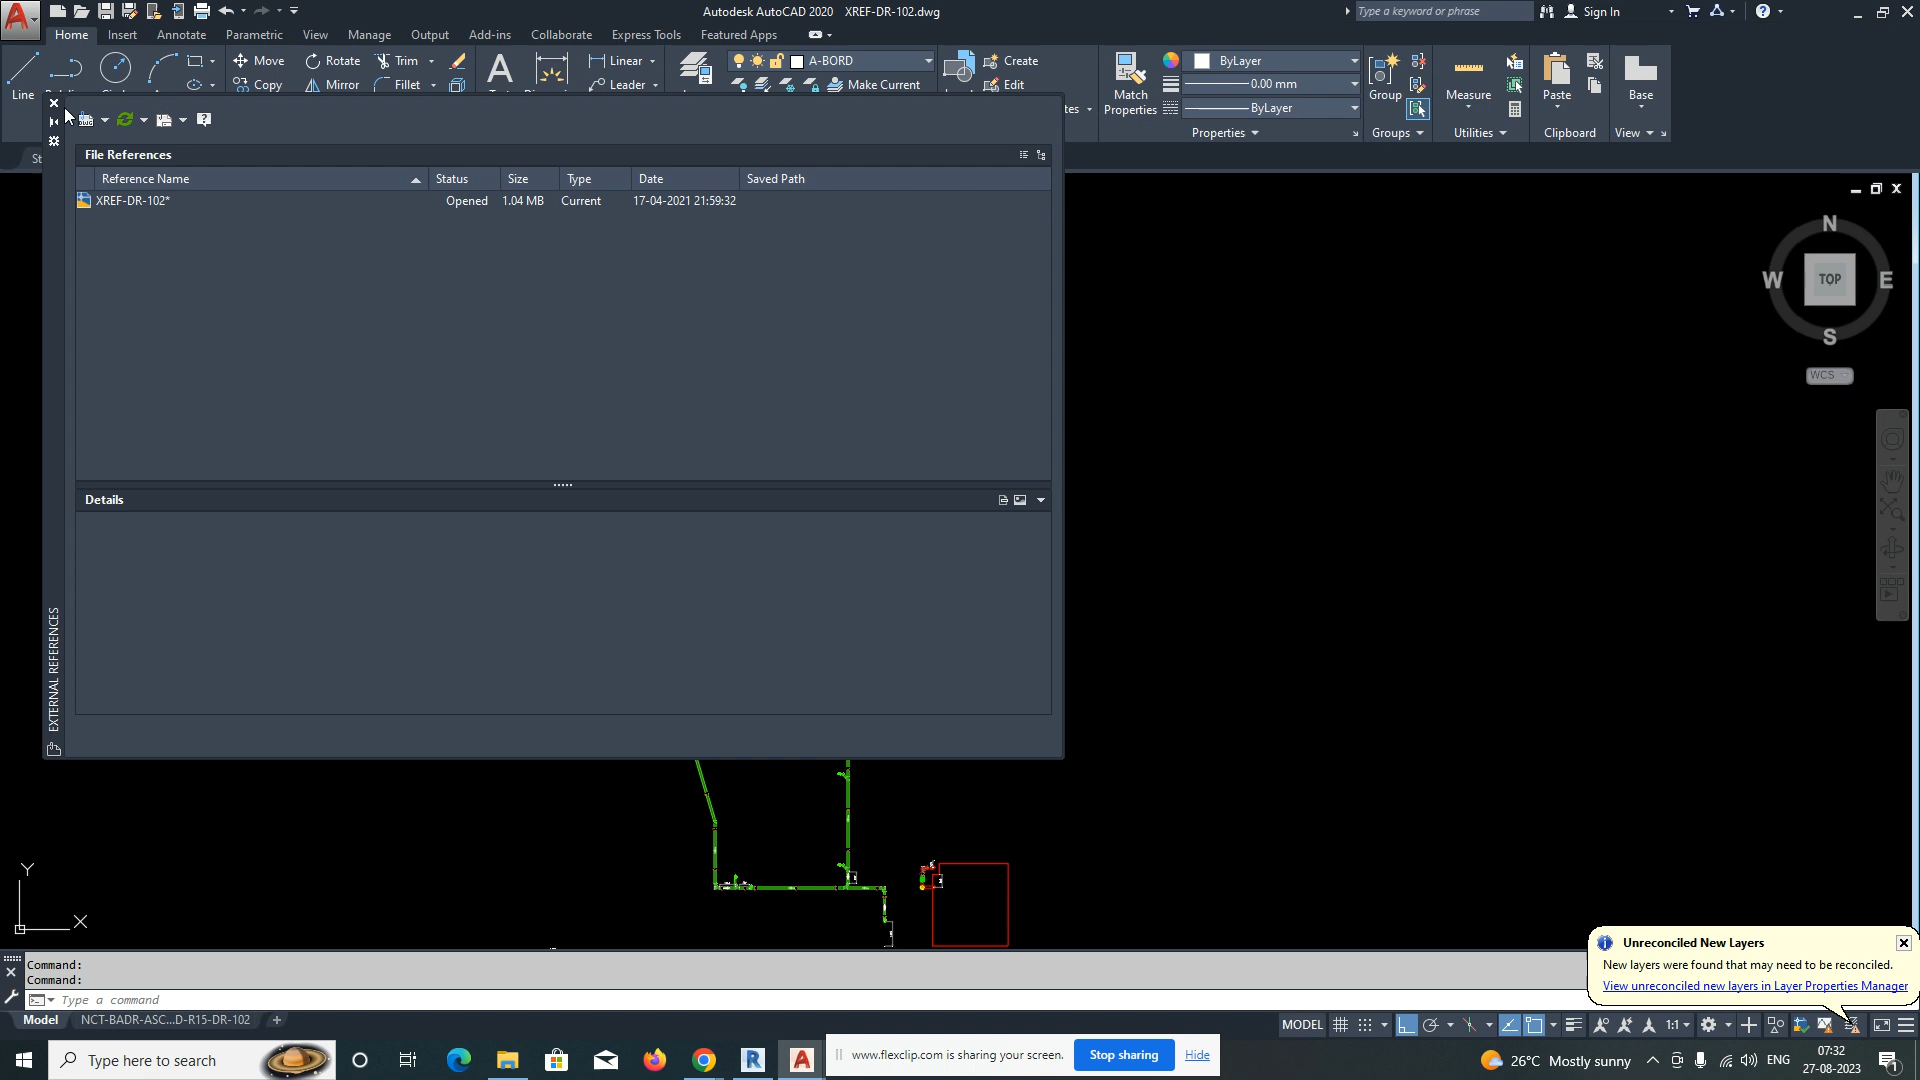 Autodesk AutoCAD 2020 XREF-DR-102.dwg
Type a keyword or phrase
Sign In
Home Insert Annotate Parametric View Manage Output Add-ins Collaborate Express Tools Featured Apps
Line
Move Rotate Trim
Copy Mirror Fillet
Linear
Leader
A-BORD
Make Current
Create
Edit
Match
Properties
ByLayer
0.00 mm
ByLayer
Properties
Group
Groups
Measure
Utilities
Paste
Clipboard
Base
View
St
File References
Reference Name Status Size Type Date Saved Path
XREF-DR-102* Opened 1.04 MB Current 17-04-2021 21:59:32
Details
EXTERNAL REFERENCES
N
W TOP E
S
WCS
Y
X
Command:
Command:
Type a command
Unreconciled New Layers
New layers were found that may need to be reconciled.
View unreconciled new layers in Layer Properties Manager
Model NCT-BADR-ASC...D-R15-DR-102 +
MODEL 1:1
Type here to search
www.flexclip.com is sharing your screen. Stop sharing Hide
26°C Mostly sunny
ENG
07:32
27-08-2023
1